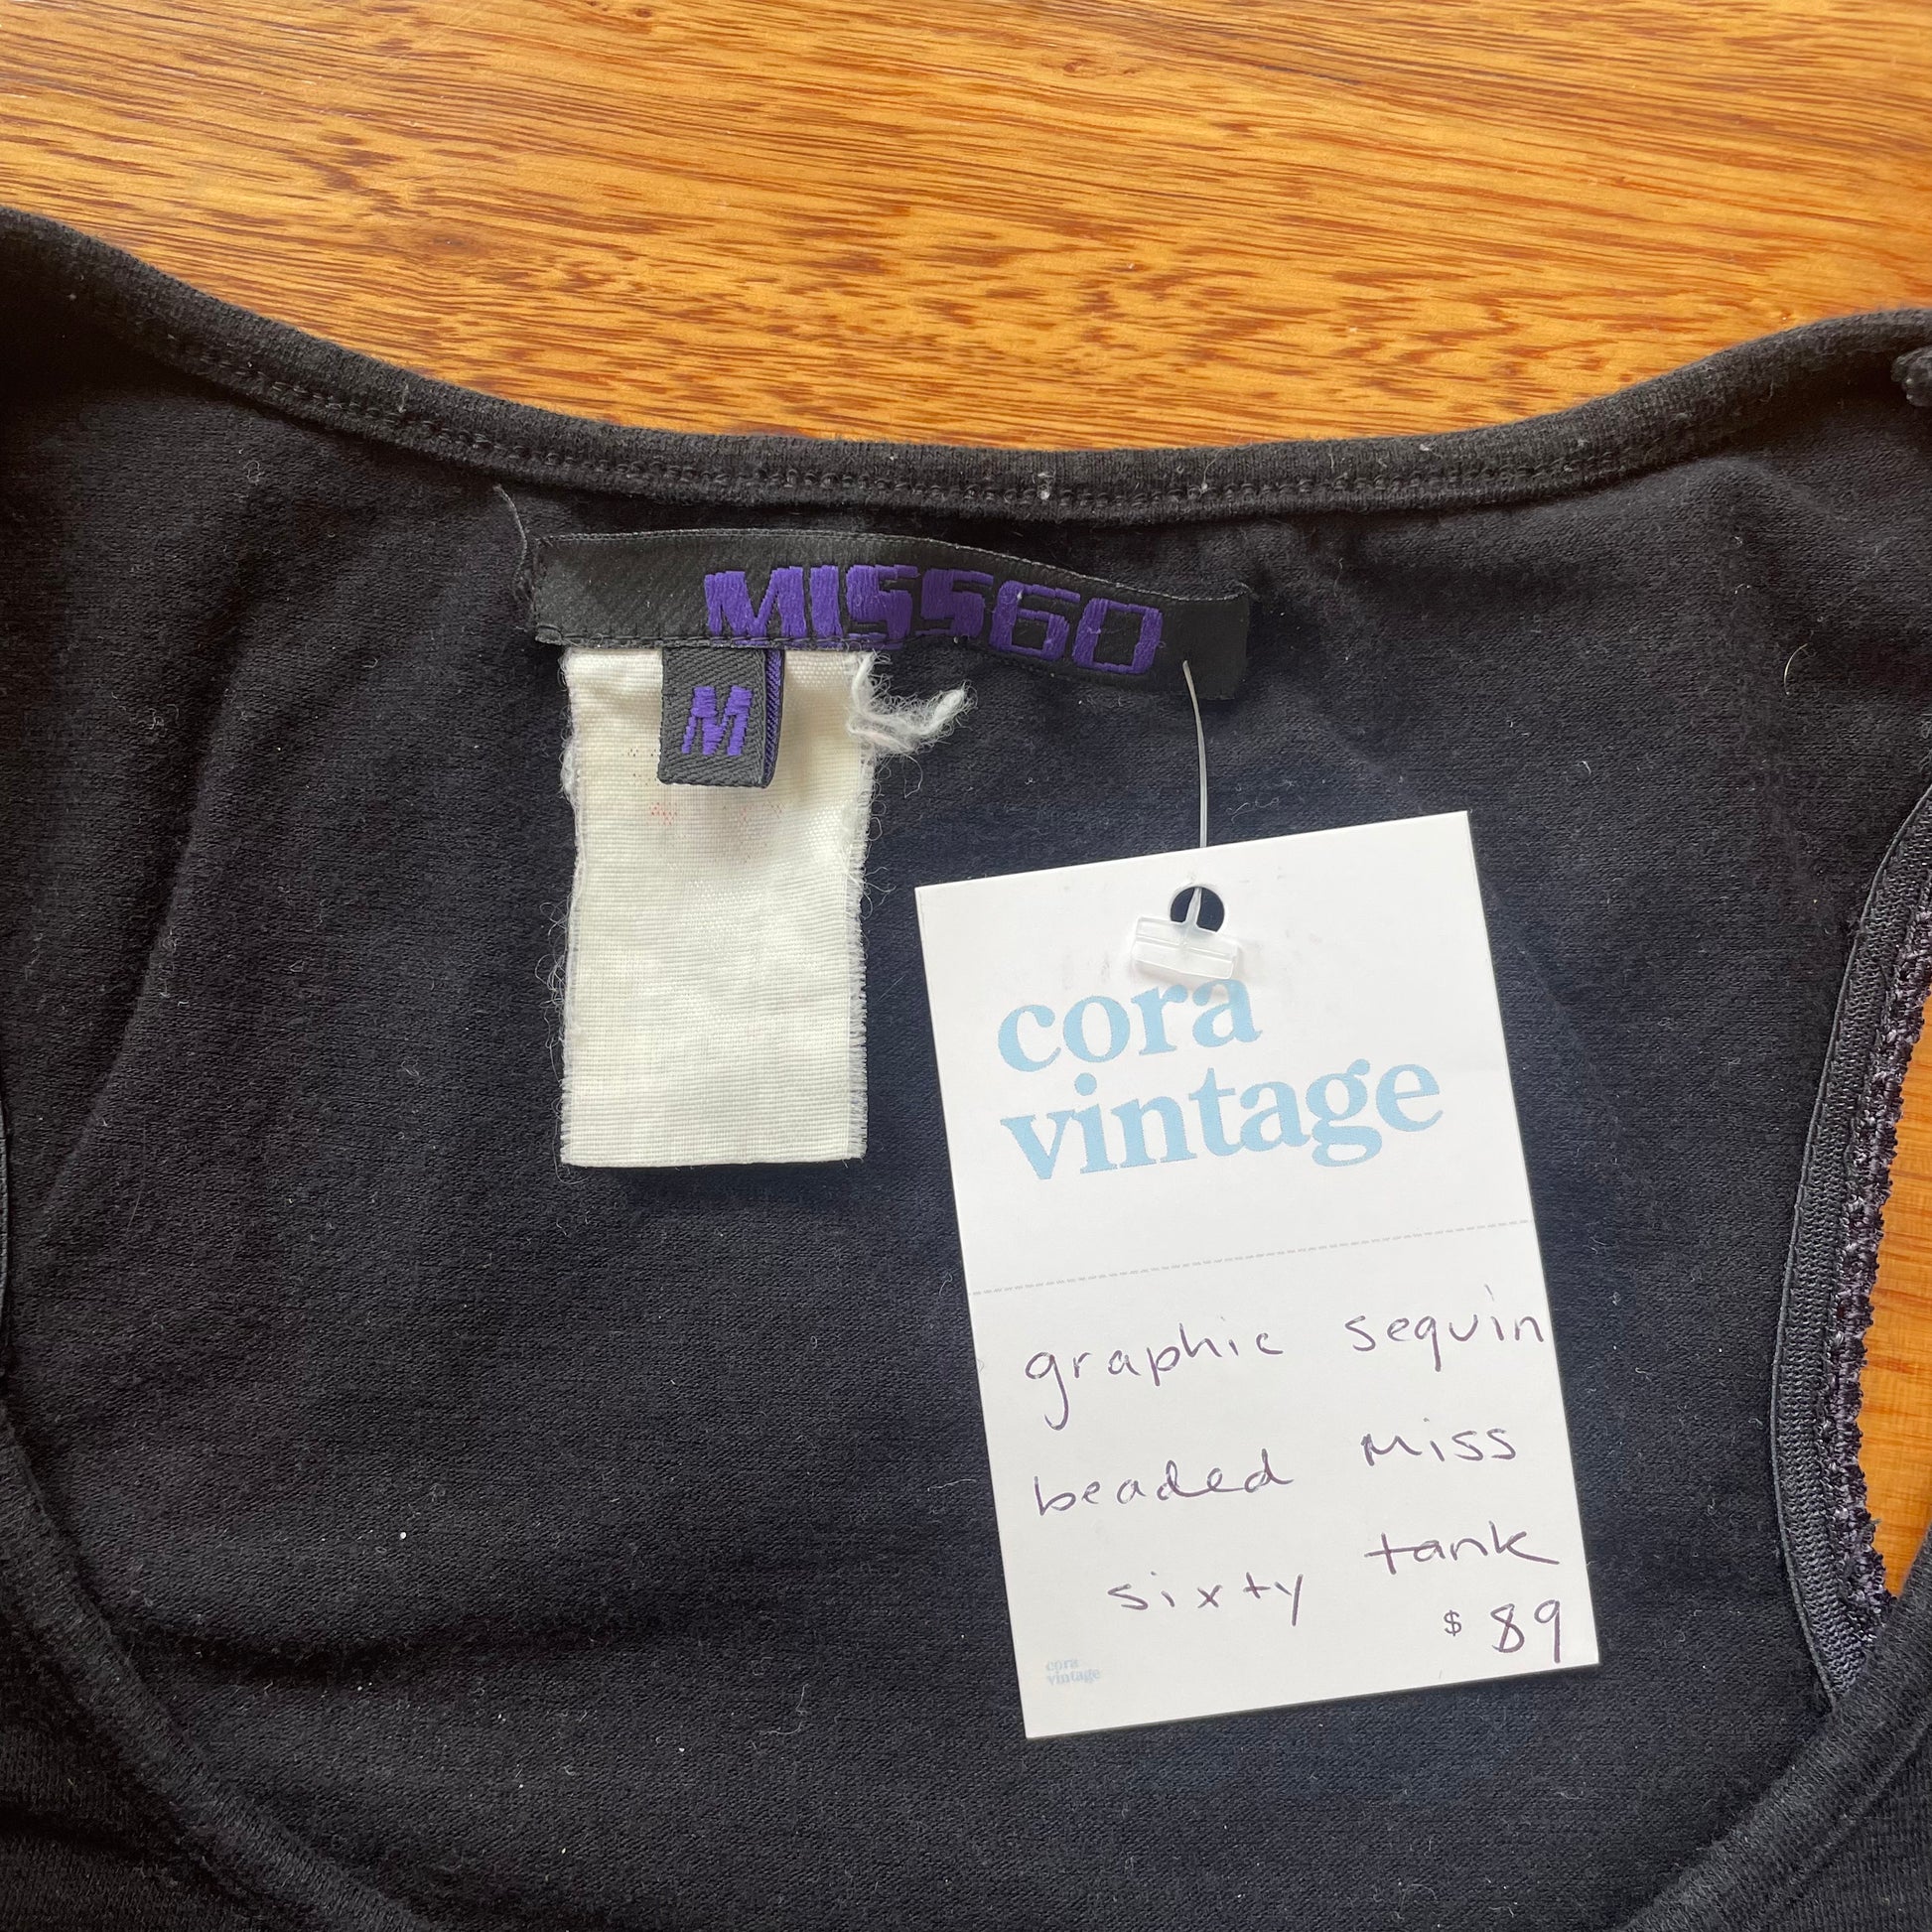 MISS60
M
cora
vintage
graphic sequin
beaded Miss
sixty tank
$89
cora
vintage